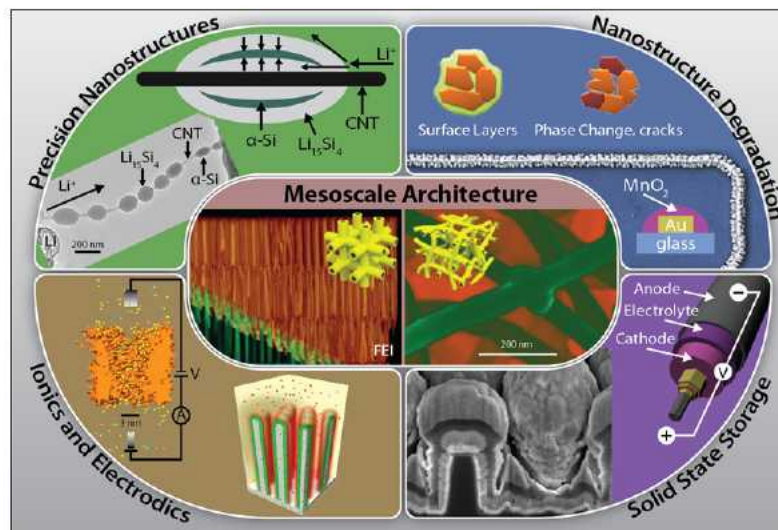 Precision Nanostructures
Li⁺
CNT
α-Si
Li₁₅Si₄
CNT
Li₁₅Si₄
α-Si
Li⁺
Li
200 nm
Nanostructure Degradation
Surface Layers
Phase Change, cracks
MnO₂
Au
glass
Mesoscale Architecture
FEI
200 nm
Ionics and Electrodics
V
A
Solid State Storage
Anode
Electrolyte
Cathode
−
V
+